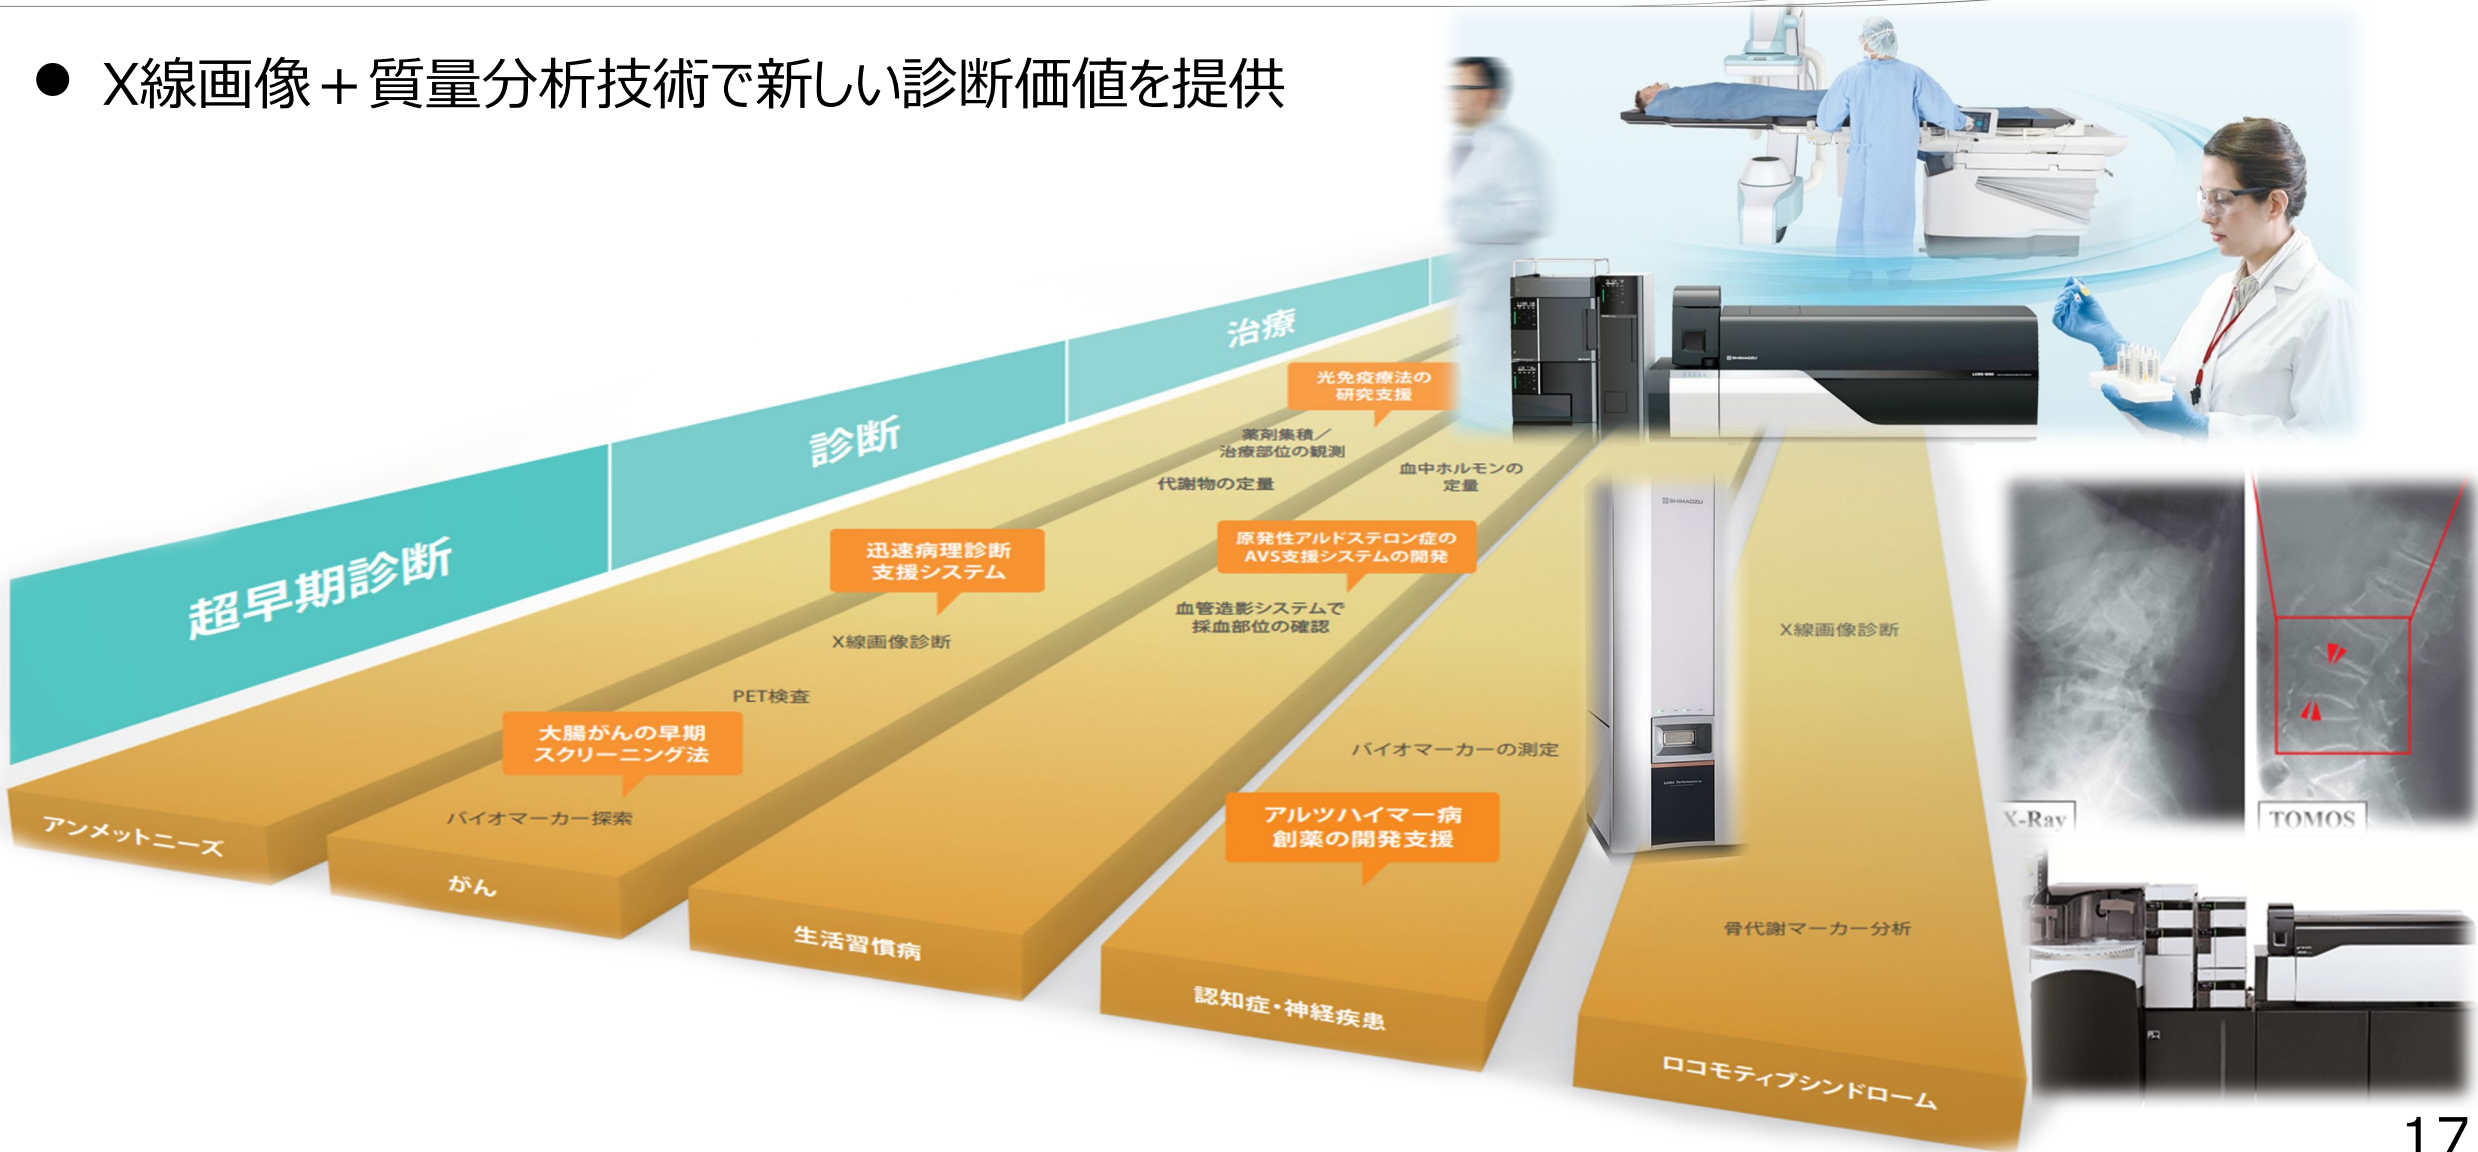 ● X線画像＋質量分析技術で新しい診断価値を提供
超早期診断
診断
治療
光免疫療法の
研究支援
薬剤集積／
治療部位の観測
代謝物の定量
血中ホルモンの
定量
迅速病理診断
支援システム
原発性アルドステロン症の
AVS支援システムの開発
X線画像診断
血管造影システムで
採血部位の確認
X線画像診断
PET検査
大腸がんの早期
スクリーニング法
バイオマーカーの測定
バイオマーカー探索
アルツハイマー病
創薬の開発支援
骨代謝マーカー分析
アンメットニーズ
がん
生活習慣病
認知症・神経疾患
ロコモティブシンドローム
SHIMADZU
SHIMADZU
X-Ray
TOMOS
17